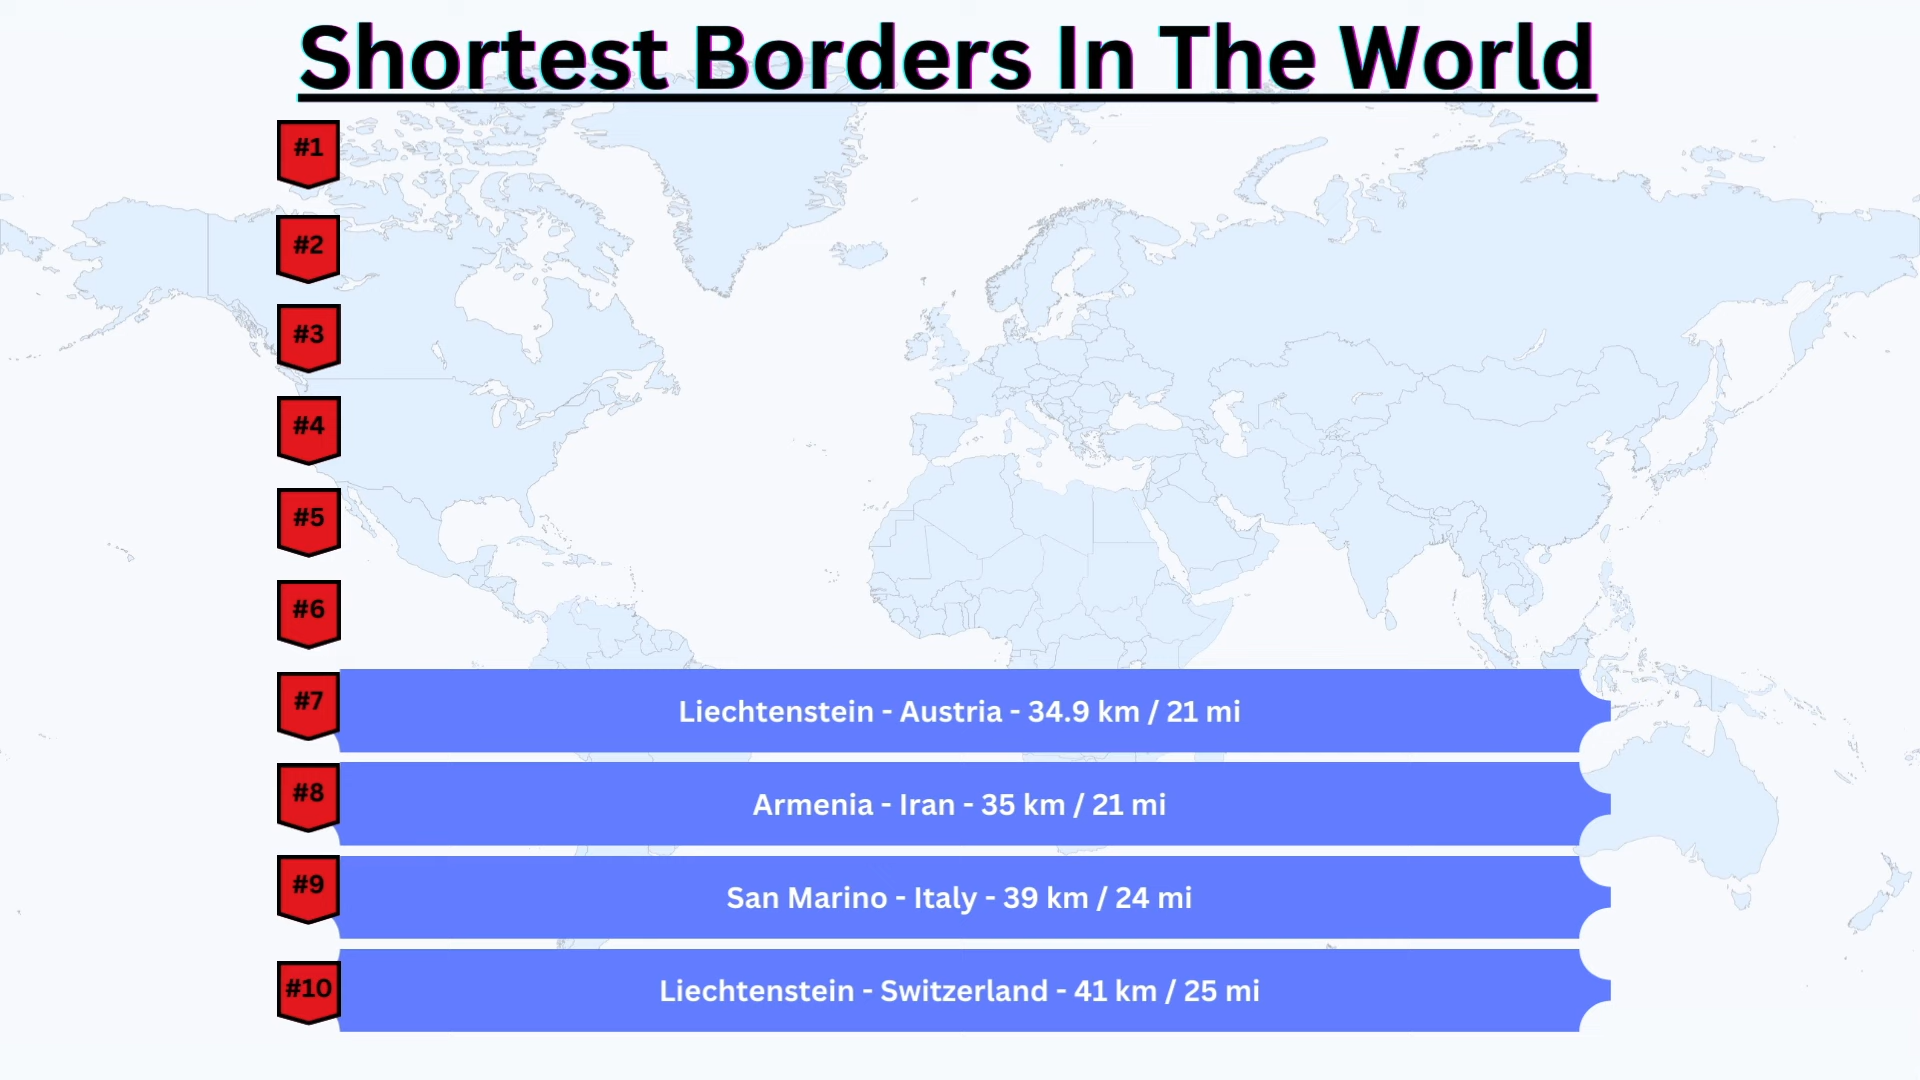 Shortest Borders In The World
#1
#2
#3
#4
#5
#6
#7
Liechtenstein - Austria - 34.9 km / 21 mi
#8
Armenia - Iran - 35 km / 21 mi
#9
San Marino - Italy - 39 km / 24 mi
#10
Liechtenstein - Switzerland - 41 km / 25 mi